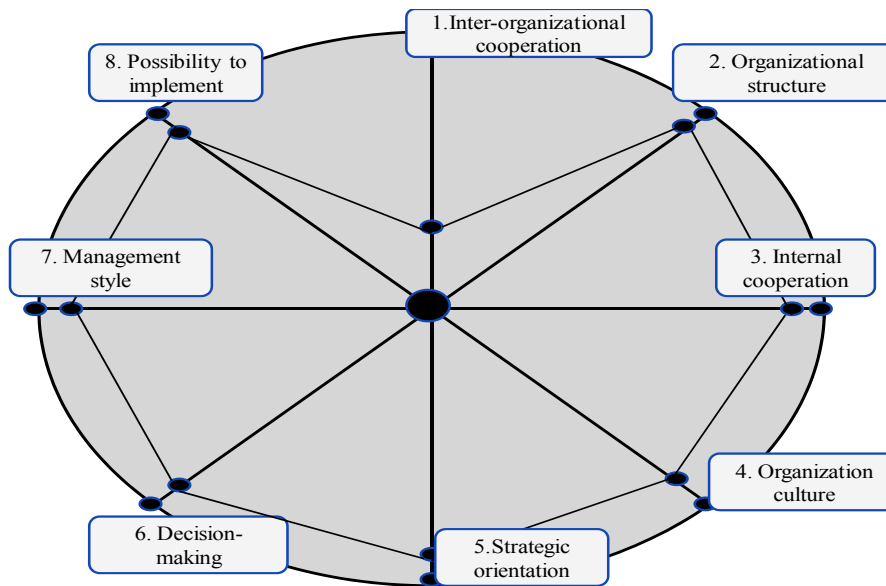 1.Inter-organizational
cooperation
2. Organizational
structure
3. Internal
cooperation
4. Organization
culture
5.Strategic
orientation
6. Decision-
making
7. Management
style
8. Possibility to
implement